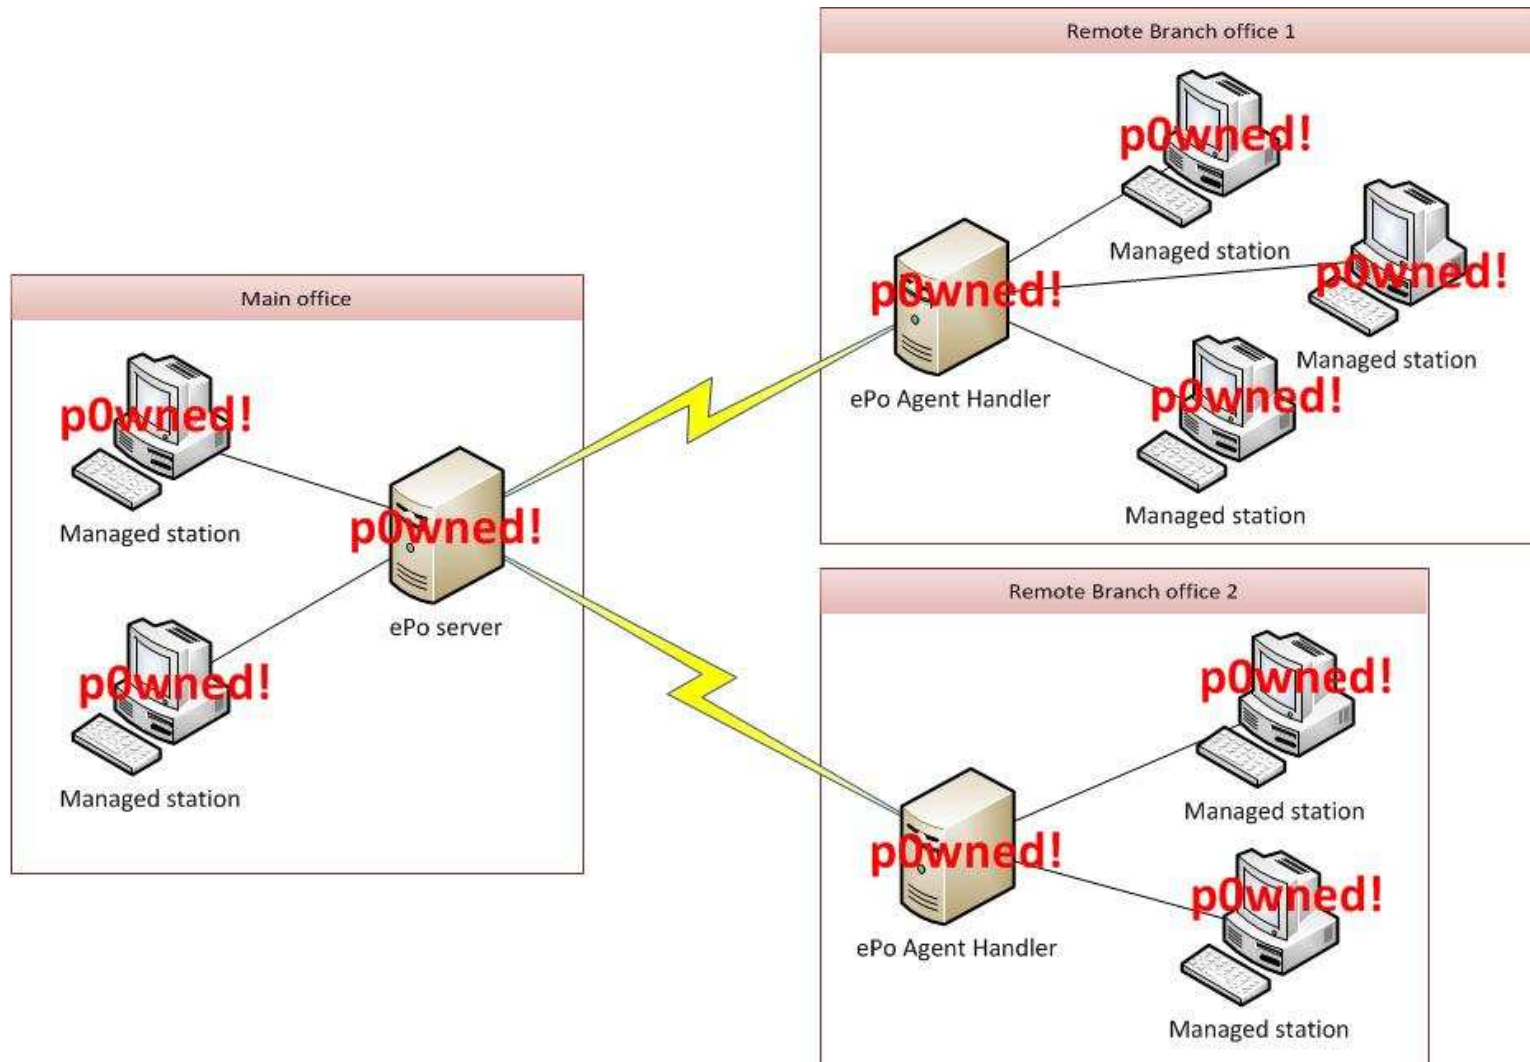 Remote Branch office 1
p0wned!
Managed station
p0wned!
Managed station
p0wned!
ePo Agent Handler
p0wned!
Managed station
Main office
p0wned!
Managed station
p0wned!
ePo server
p0wned!
Managed station
Remote Branch office 2
p0wned!
Managed station
p0wned!
ePo Agent Handler
p0wned!
Managed station